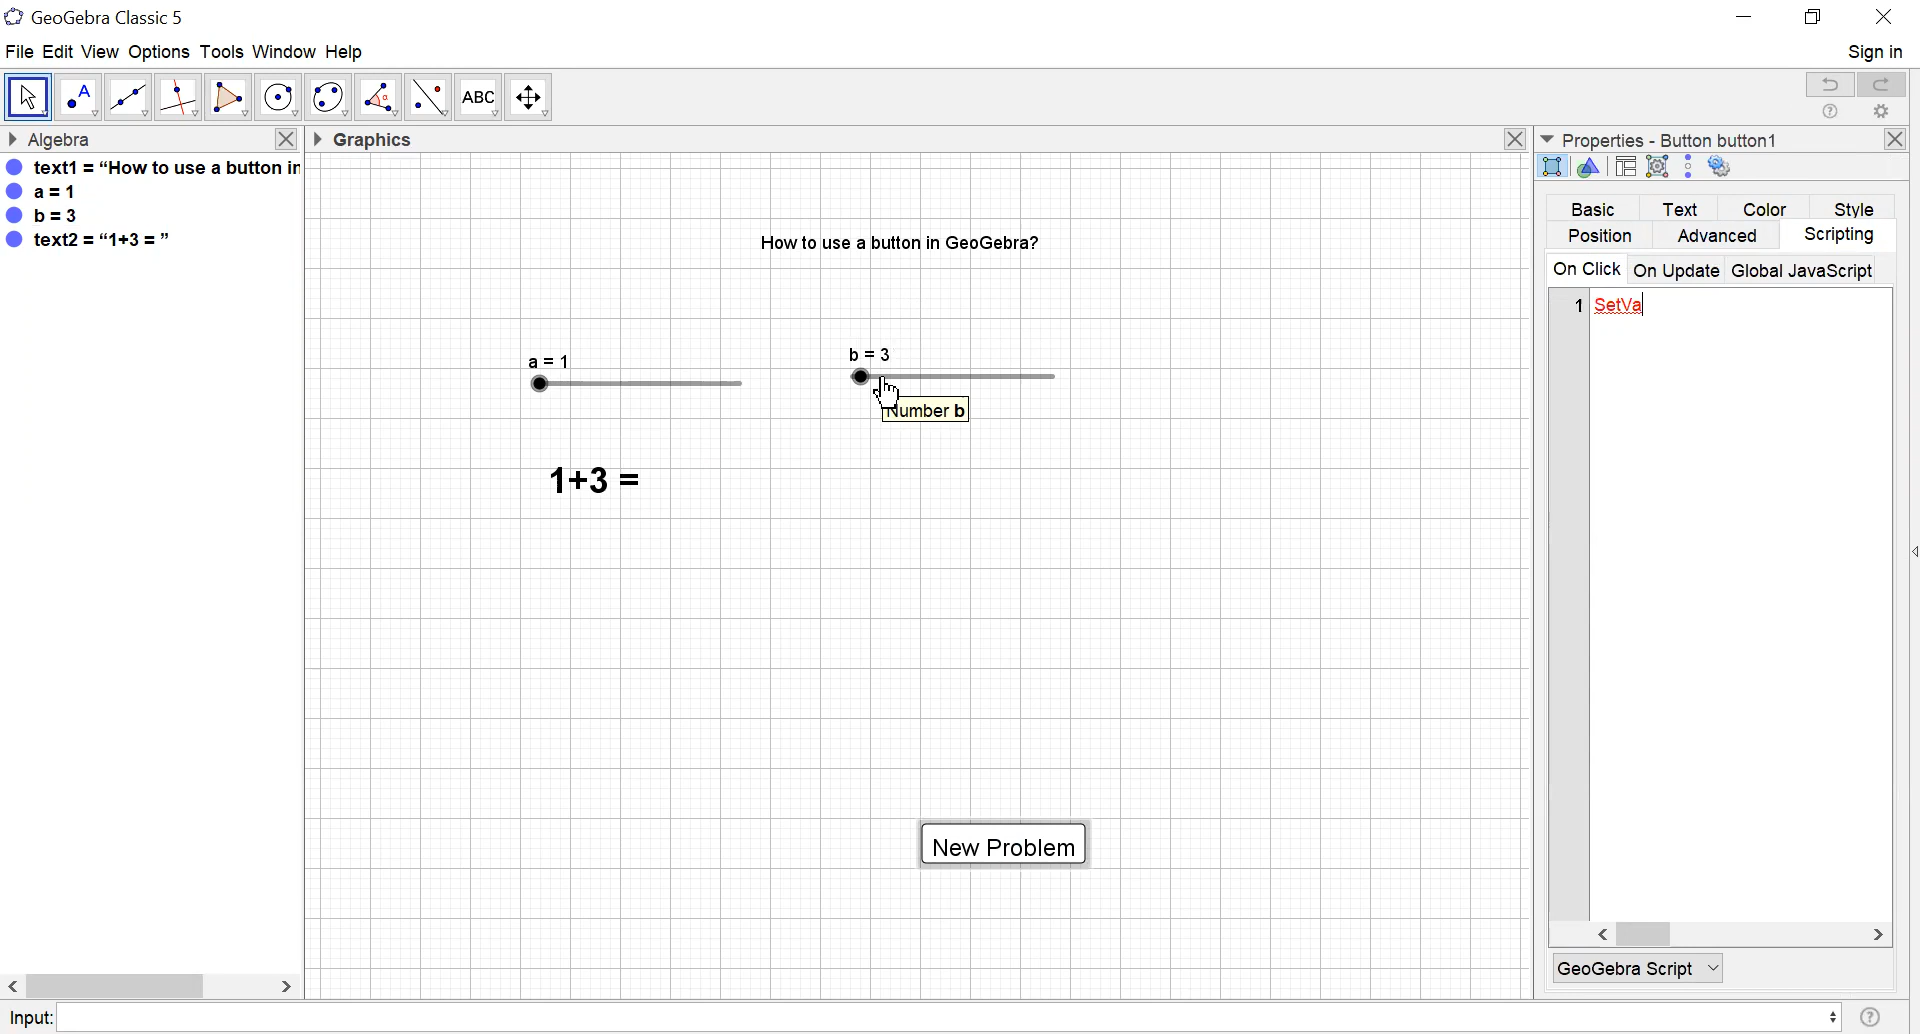 GeoGebra Classic 5
File Edit View Options Tools Window Help
Sign in
A
ABC
Algebra
Graphics
Properties - Button button1
text1 = “How to use a button in
a = 1
b = 3
text2 = “1+3 = ”
How to use a button in GeoGebra?
a = 1
b = 3
Number b
1+3 =
New Problem
Basic Text Color Style
Position Advanced Scripting
On Click On Update Global JavaScript
1 SetVa
GeoGebra Script
Input: